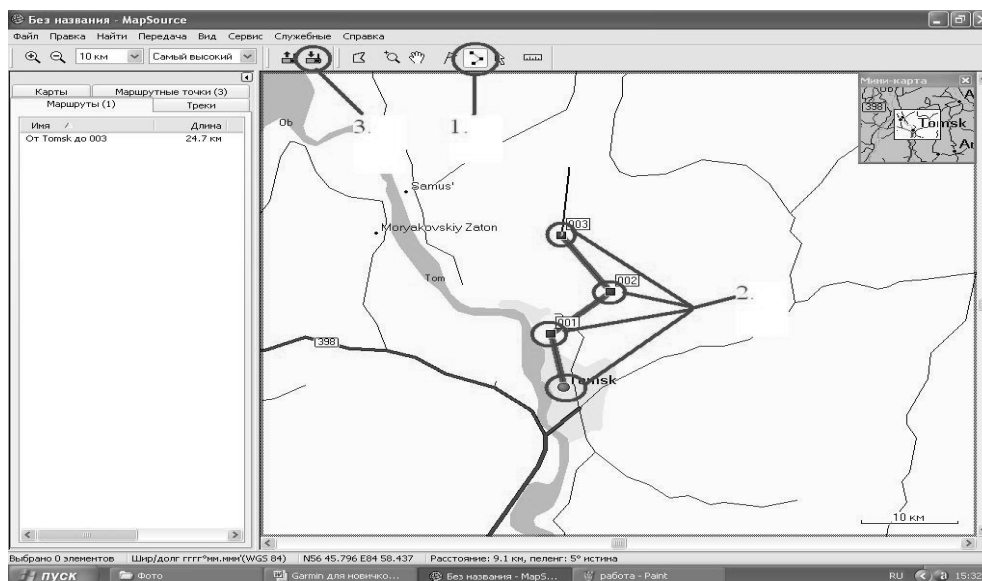 Без названия - MapSource
Файл Правка Найти Передача Вид Сервис Служебные Справка
10 км Самый высокий
Карты Маршрутные точки (3)
Маршруты (1) Треки
Имя / Длина
От Tomsk до 003 24.7 км
Ob
3. 1.
Мини-карта
398
Tomsk
Samus'
Moryakovskiy Zaton
003
Tom
002
2.
001
398
Tomsk
10 км
Выбрано 0 элементов Шир/долг гггг°мм.ммм'(WGS 84) N56 45.796 E84 58.437 Расстояние: 9.1 км, пеленг: 5° истина
пуск Фото Garmin для новичко... Без названия - MapS... работа - Paint RU 15:32